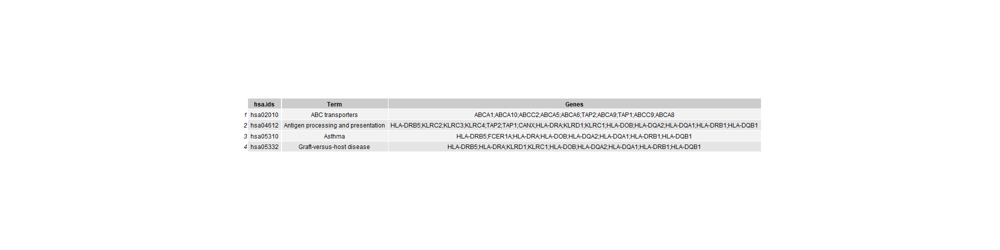 hsa.ids Term Genes
1 hsa02010 ABC transporters ABCA1;ABCA10;ABCC2;ABCA5;ABCA6;TAP2;ABCA9;TAP1;ABCC9;ABCA8
2 hsa04612 Antigen processing and presentation HLA-DRB5;KLRC2;KLRC3;KLRC4;TAP2;TAP1;CANX;HLA-DRA;KLRD1;KLRC1;HLA-DOB;HLA-DQA2;HLA-DQA1;HLA-DRB1;HLA-DQB1
3 hsa05310 Asthma HLA-DRB5;FCER1A;HLA-DRA;HLA-DOB;HLA-DQA2;HLA-DQA1;HLA-DRB1;HLA-DQB1
4 hsa05332 Graft-versus-host disease HLA-DRB5;HLA-DRA;KLRD1;KLRC1;HLA-DOB;HLA-DQA2;HLA-DQA1;HLA-DRB1;HLA-DQB1